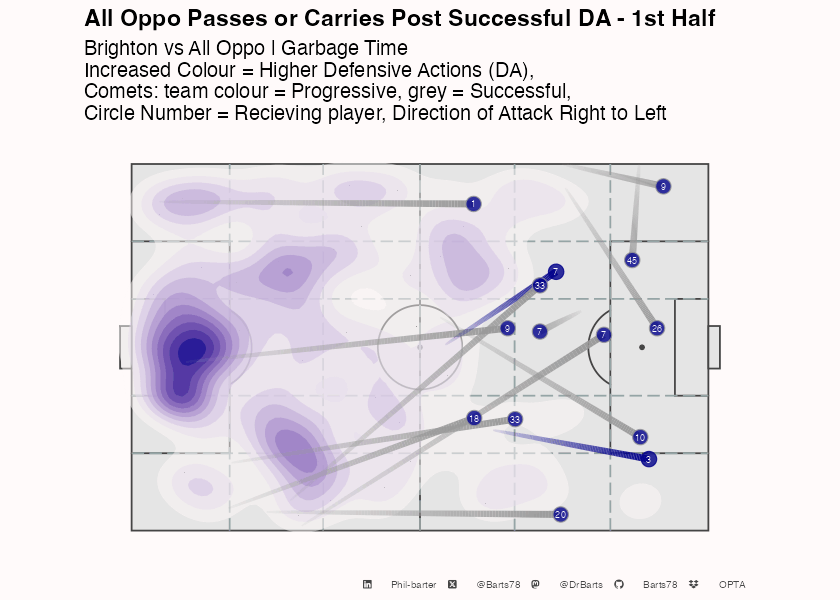 All Oppo Passes or Carries Post Successful DA - 1st Half
Brighton vs All Oppo | Garbage Time
Increased Colour = Higher Defensive Actions (DA),
Comets: team colour = Progressive, grey = Successful,
Circle Number = Recieving player, Direction of Attack Right to Left
9
1
45
7
33
9
7
7
26
18
33
10
3
20
Phil-barter @Barts78 @DrBarts Barts78 OPTA